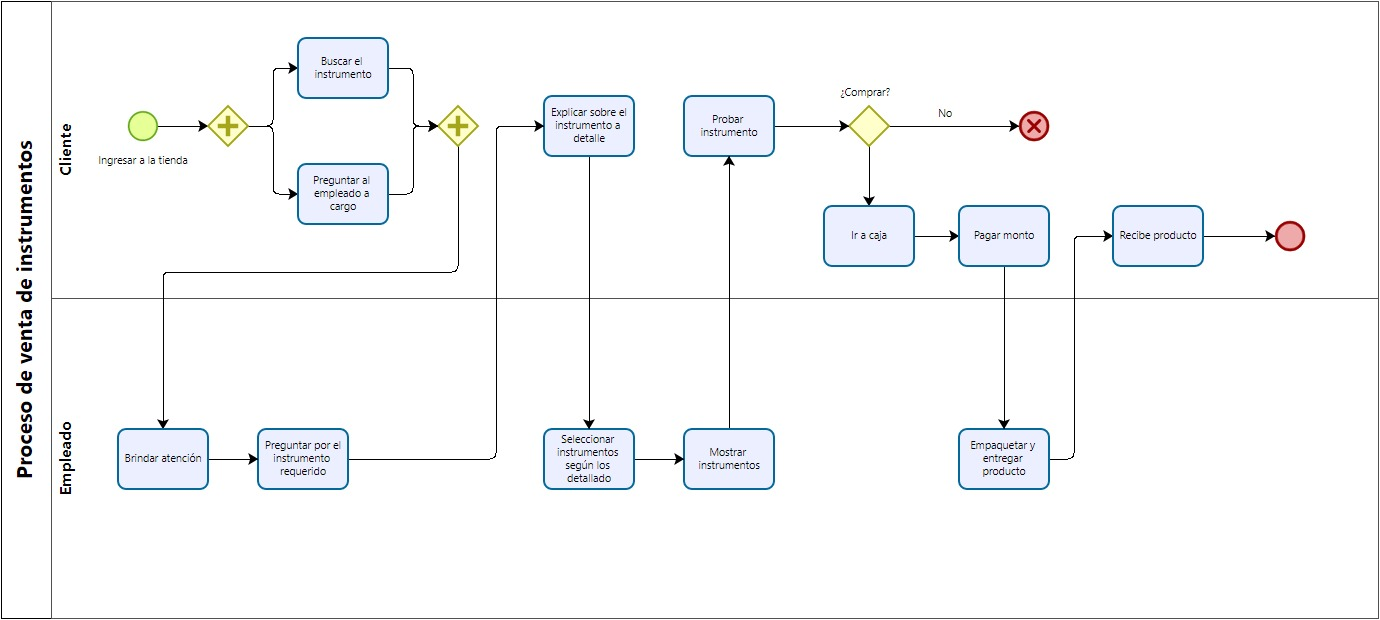 Proceso de venta de instrumentos
Cliente
Ingresar a la tienda
Buscar el
instrumento
Preguntar al
empleado a
cargo
Explicar sobre el
instrumento a
detalle
Probar
instrumento
¿Comprar?
No
Ir a caja
Pagar monto
Recibe producto
Empleado
Brindar atención
Preguntar por el
instrumento
requerido
Seleccionar
instrumentos
según los
detallado
Mostrar
instrumentos
Empaquetar y
entregar
producto